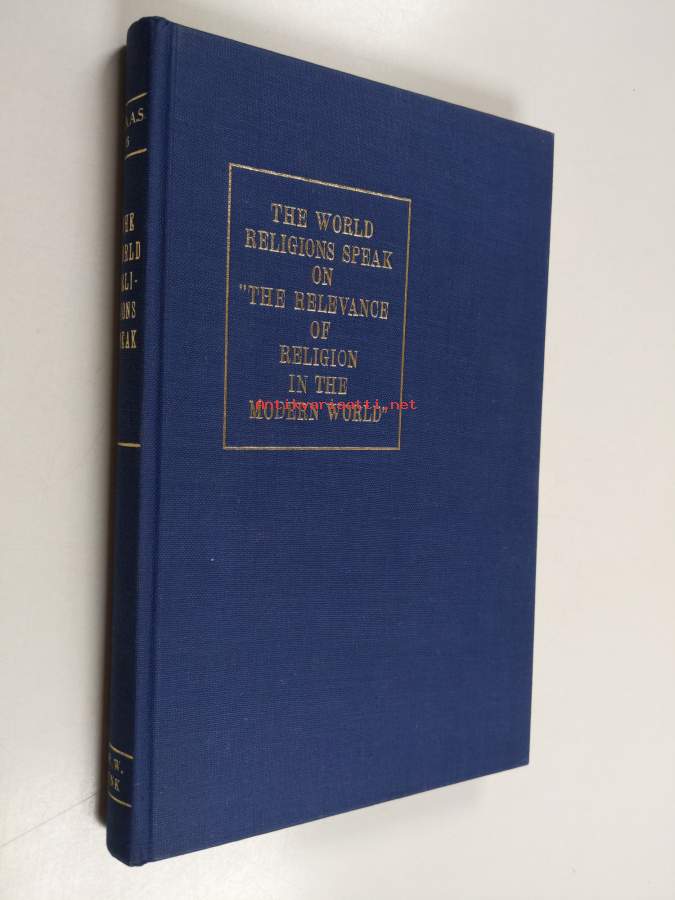 THE WORLD
RELIGIONS SPEAK
ON
"THE RELEVANCE
OF
RELIGION
IN THE
MODERN WORLD"
antikvariaatti.net